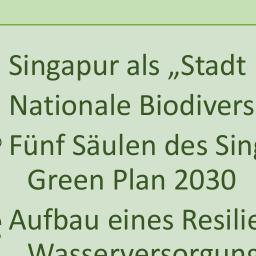 Singapur als „Stadt
Nationale Biodivers
Fünf Säulen des Sing
Green Plan 2030
Aufbau eines Resilie
Wasserversorgung